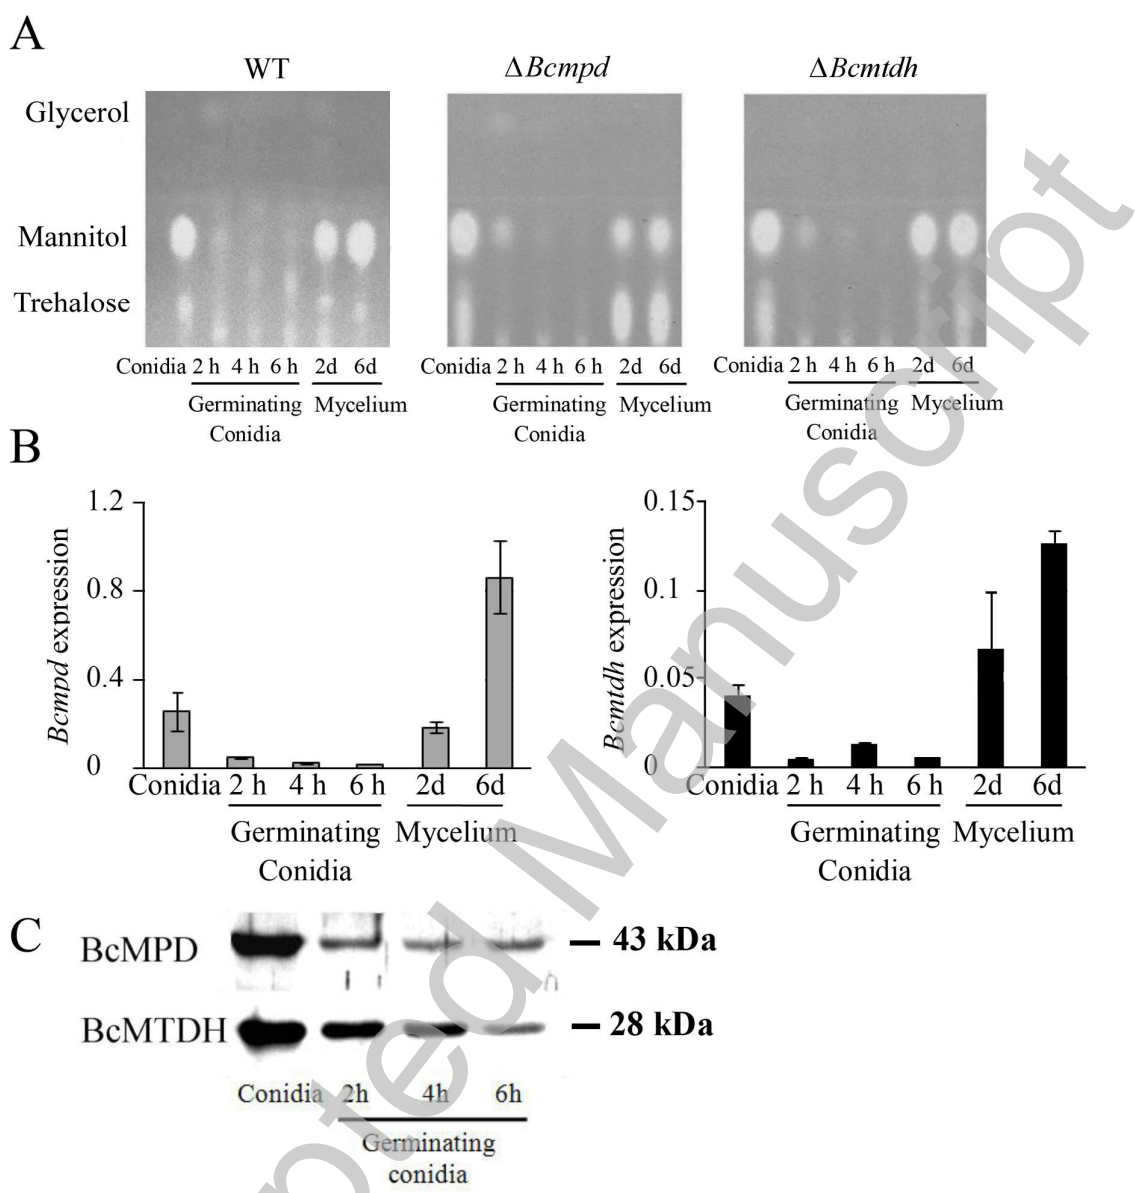 A
WT
ΔBcmpd
ΔBcmtdh
Glycerol
Mannitol
Trehalose
Conidia 2 h 4 h 6 h 2d 6d
Germinating Mycelium
Conidia
Conidia 2 h 4 h 6 h 2d 6d
Germinating Mycelium
Conidia
Conidia 2 h 4 h 6 h 2d 6d
Germinating Mycelium
Conidia
B
Bcmpd expression
1.2
0.8
0.4
0
Conidia 2 h 4 h 6 h 2d 6d
Germinating Mycelium
Conidia
Bcmtdh expression
0.15
0.1
0.05
0
Conidia 2 h 4 h 6 h 2d 6d
Germinating Mycelium
Conidia
C
BcMPD
43 kDa
BcMTDH
28 kDa
Conidia 2h 4h 6h
Germinating
conidia
pted Manuscript